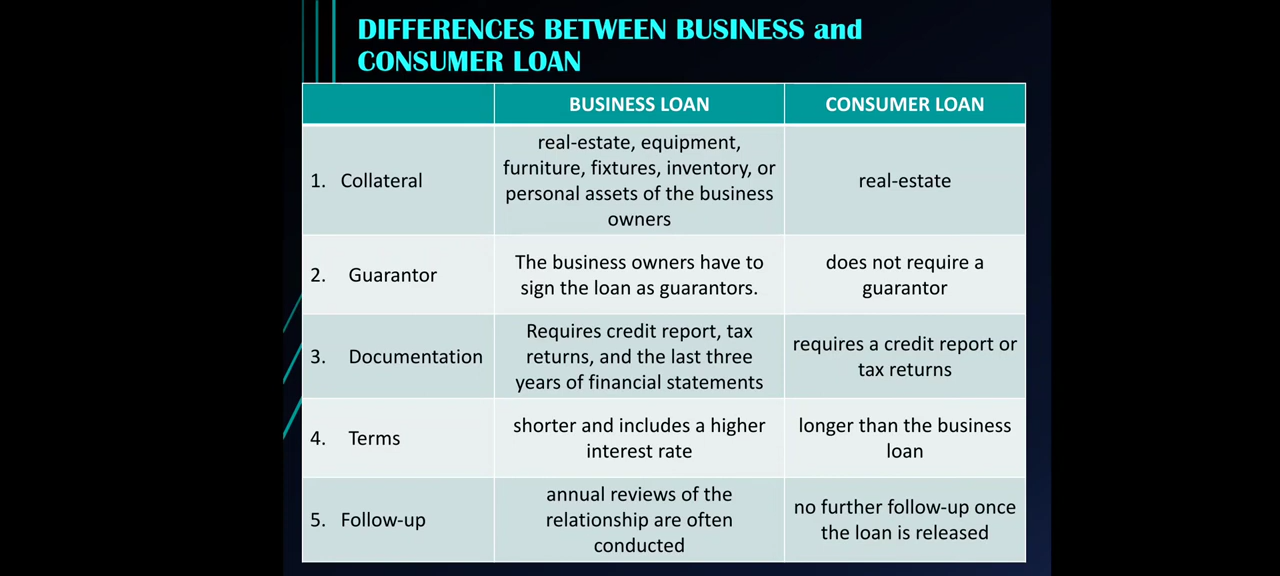 DIFFERENCES BETWEEN BUSINESS and
CONSUMER LOAN
BUSINESS LOAN
CONSUMER LOAN
1. Collateral
real-estate, equipment,
furniture, fixtures, inventory, or
personal assets of the business
owners
real-estate
2. Guarantor
The business owners have to
sign the loan as guarantors.
does not require a
guarantor
3. Documentation
Requires credit report, tax
returns, and the last three
years of financial statements
requires a credit report or
tax returns
4. Terms
shorter and includes a higher
interest rate
longer than the business
loan
5. Follow-up
annual reviews of the
relationship are often
conducted
no further follow-up once
the loan is released